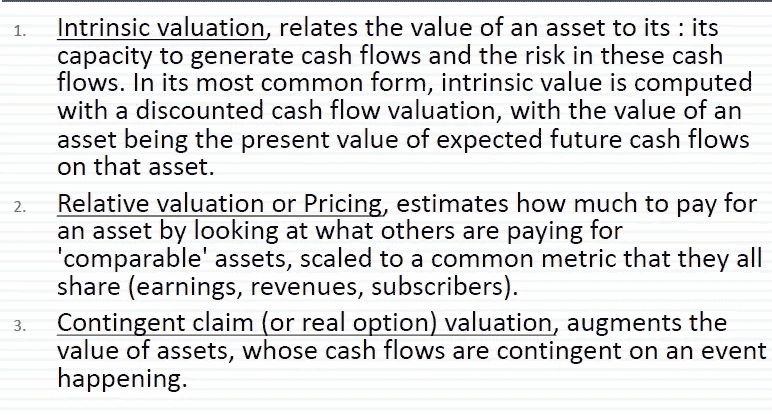 1. Intrinsic valuation, relates the value of an asset to its : its
capacity to generate cash flows and the risk in these cash
flows. In its most common form, intrinsic value is computed
with a discounted cash flow valuation, with the value of an
asset being the present value of expected future cash flows
on that asset.
2. Relative valuation or Pricing, estimates how much to pay for
an asset by looking at what others are paying for
'comparable' assets, scaled to a common metric that they all
share (earnings, revenues, subscribers).
3. Contingent claim (or real option) valuation, augments the
value of assets, whose cash flows are contingent on an event
happening.